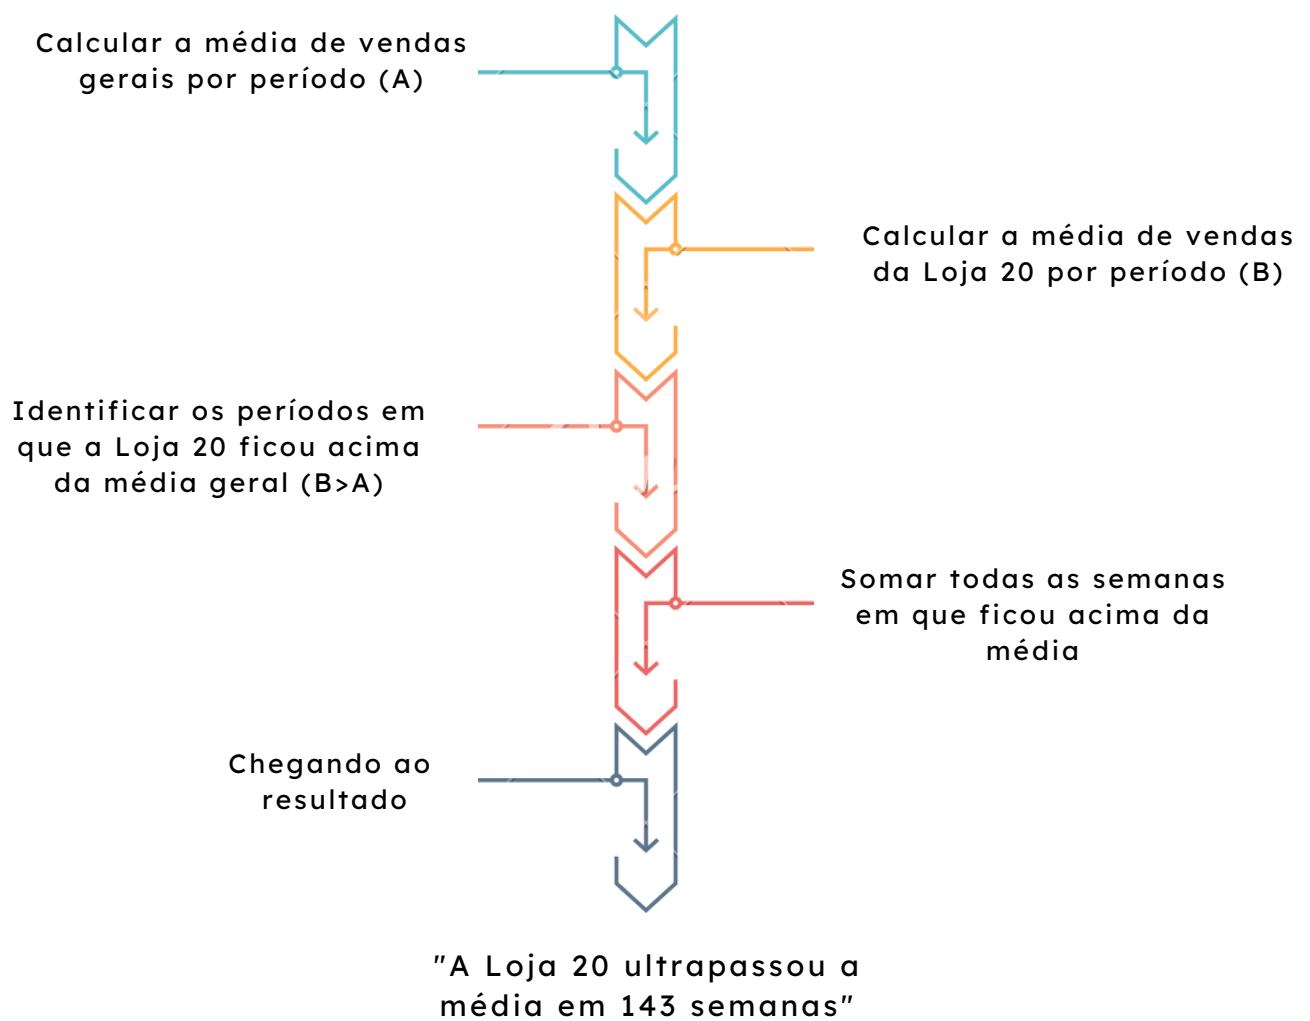 Calcular a média de vendas
gerais por período (A)
Calcular a média de vendas
da Loja 20 por período (B)
Identificar os períodos em
que a Loja 20 ficou acima
da média geral (B>A)
Somar todas as semanas
em que ficou acima da
média
Chegando ao
resultado
"A Loja 20 ultrapassou a
média em 143 semanas"